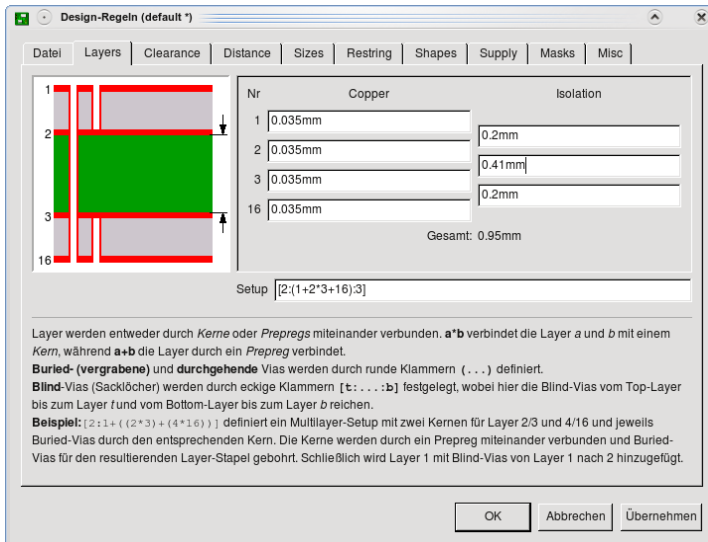 Design-Regeln (default *)
Datei Layers Clearance Distance Sizes Restring Shapes Supply Masks Misc
Nr Copper Isolation
1 1 0.035mm
0.2mm
2 2 0.035mm
0.41mm
3 0.035mm
0.2mm
3 16 0.035mm
Gesamt: 0.95mm
16
Setup [2:(1+2*3+16):3]
Layer werden entweder durch Kerne oder Prepregs miteinander verbunden. a*b verbindet die Layer a und b mit einem
Kern, während a+b die Layer durch ein Prepreg verbindet.
Buried- (vergrabene) und durchgehende Vias werden durch runde Klammern (...) definiert.
Blind-Vias (Sacklöcher) werden durch eckige Klammern [t:...:b] festgelegt, wobei hier die Blind-Vias vom Top-Layer
bis zum Layer t und vom Bottom-Layer bis zum Layer b reichen.
Beispiel: [2:1+((2*3)+(4*16))] definiert ein Multilayer-Setup mit zwei Kernen für Layer 2/3 und 4/16 und jeweils
Buried-Vias durch den entsprechenden Kern. Die Kerne werden durch ein Prepreg miteinander verbunden und Buried-
Vias für den resultierenden Layer-Stapel gebohrt. Schließlich wird Layer 1 mit Blind-Vias von Layer 1 nach 2 hinzugefügt.
OK Abbrechen Übernehmen